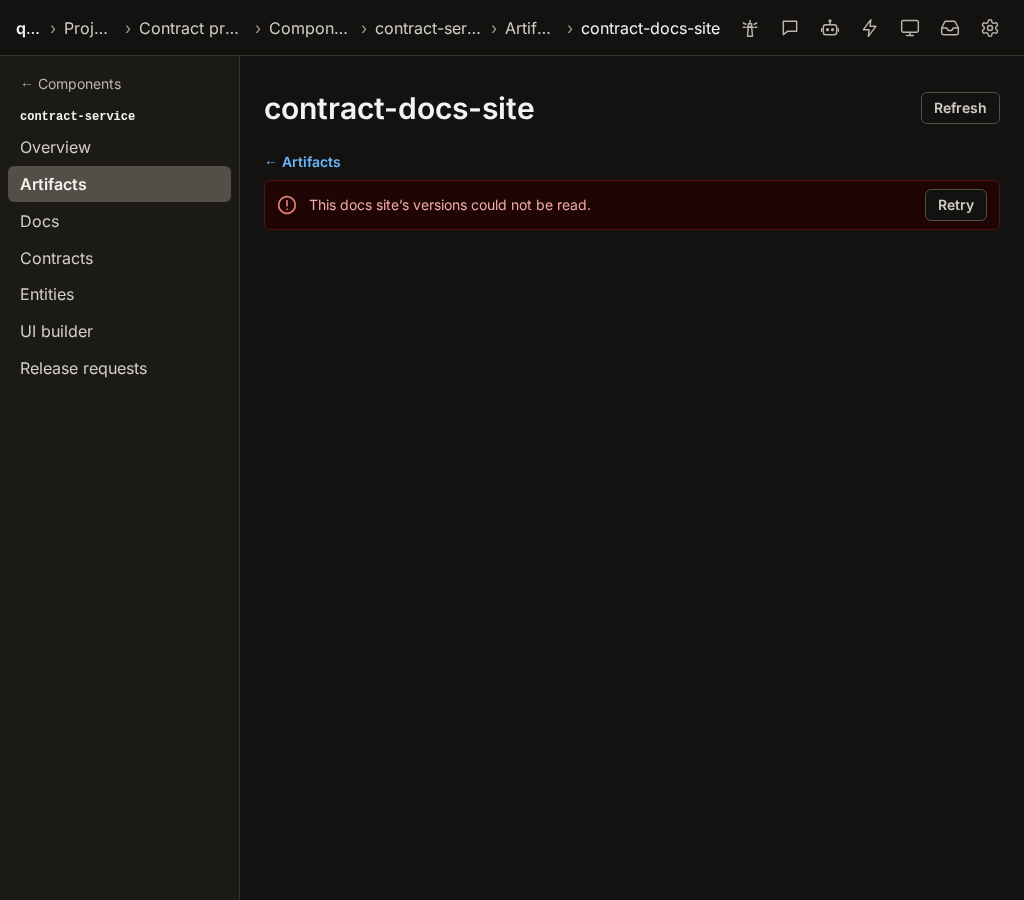 q... › Proj... › Contract pr... › Compon... › contract-ser... › Artif... › contract-docs-site
← Components
contract-service
Overview
Artifacts
Docs
Contracts
Entities
UI builder
Release requests
contract-docs-site
Refresh
← Artifacts
This docs site’s versions could not be read.
Retry